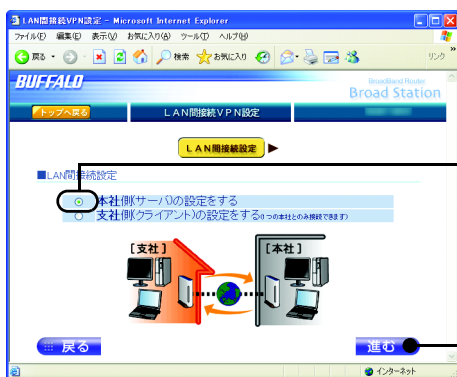 LAN間接続VPN設定 - Microsoft Internet Explorer
ファイル(F) 編集(E) 表示(V) お気に入り(A) ツール(T) ヘルプ(H)
戻る 検索 お気に入り リンク »
BUFFALO
Broadband Router
Broad Station
トップへ戻る LAN間接続VPN設定
LAN間接続設定
■LAN間接続設定
本社側(サーバ)の設定をする
支社側(クライアント)の設定をする(1つの本社とのみ接続できます)
[支社] [本社]
戻る 進む
インターネット